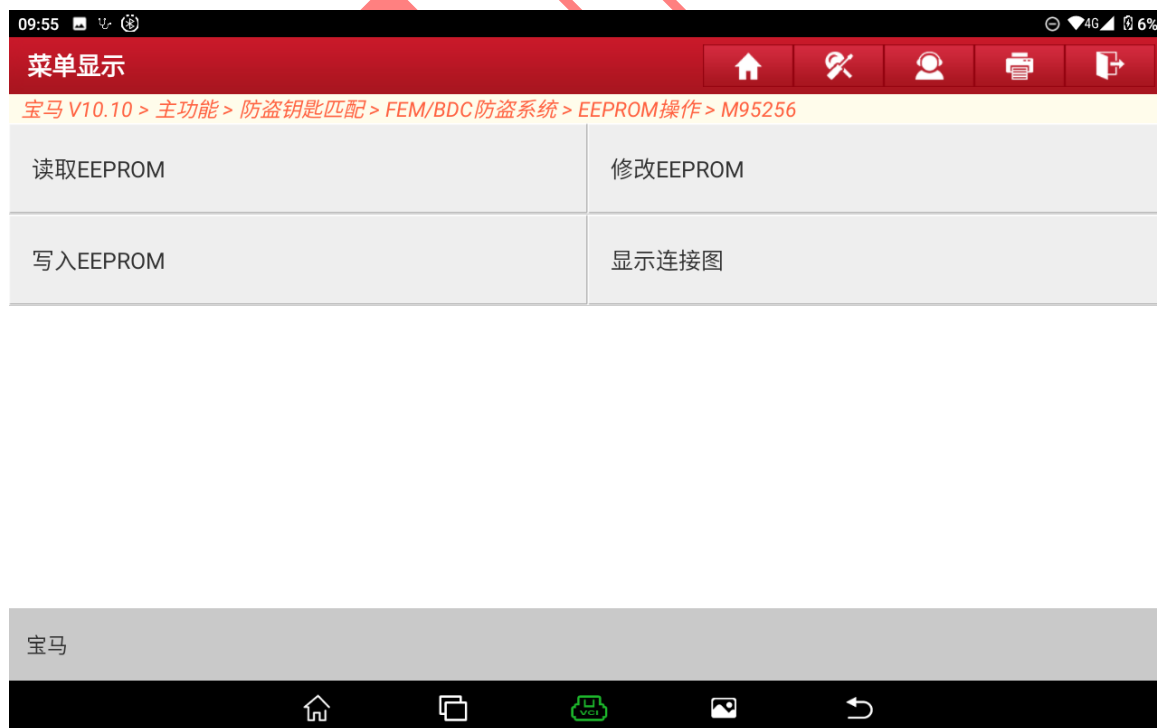 09:55 4G 6%
菜单显示
宝马 V10.10 > 主功能 > 防盗钥匙匹配 > FEM/BDC防盗系统 > EEPROM操作 > M95256
读取EEPROM 修改EEPROM
写入EEPROM 显示连接图
宝马
VCI